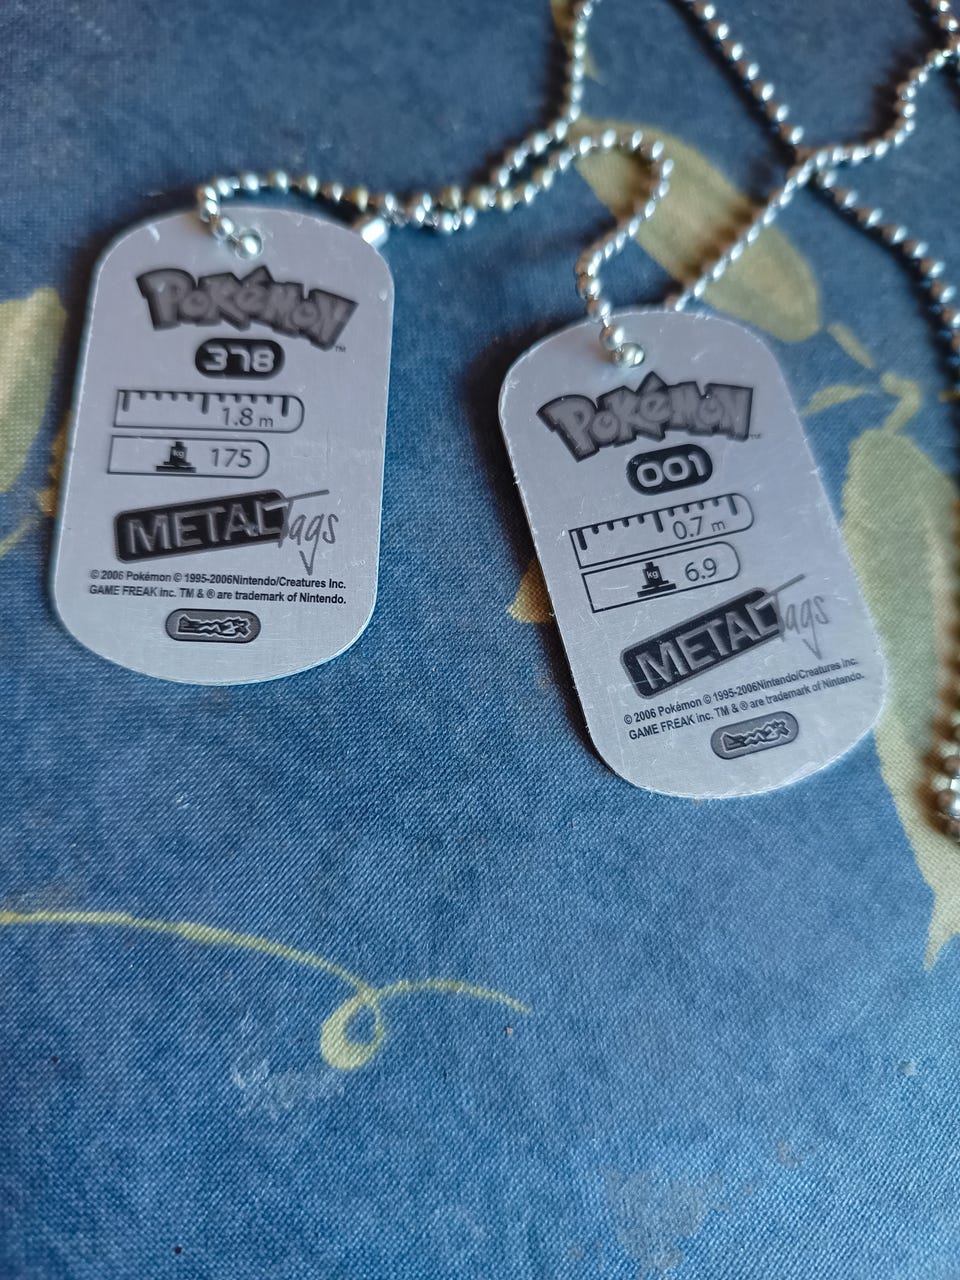 POKÉMON™
378
1.8 m
kg 175
METALTags
© 2006 Pokémon © 1995-2006Nintendo/Creatures Inc.
GAME FREAK inc. TM & ® are trademark of Nintendo.
POKÉMON™
001
0.7 m
kg 6.9
METALTags
© 2006 Pokémon © 1995-2006Nintendo/Creatures Inc.
GAME FREAK inc. TM & ® are trademark of Nintendo.